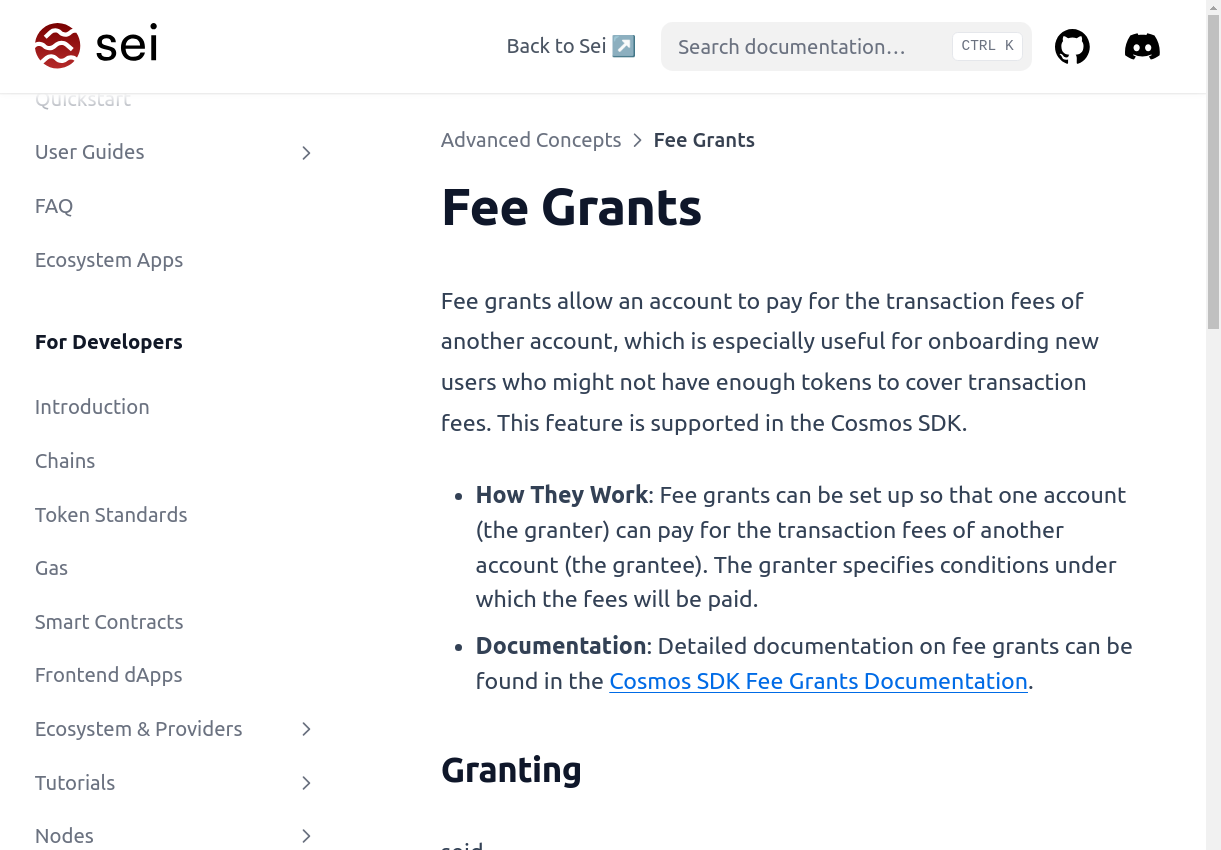 sei
Back to Sei ↗
Search documentation…
CTRL K
Quickstart
User Guides
FAQ
Ecosystem Apps
For Developers
Introduction
Chains
Token Standards
Gas
Smart Contracts
Frontend dApps
Ecosystem & Providers
Tutorials
Nodes
Advanced Concepts > Fee Grants
Fee Grants
Fee grants allow an account to pay for the transaction fees of
another account, which is especially useful for onboarding new
users who might not have enough tokens to cover transaction
fees. This feature is supported in the Cosmos SDK.
• How They Work: Fee grants can be set up so that one account
(the granter) can pay for the transaction fees of another
account (the grantee). The granter specifies conditions under
which the fees will be paid.
• Documentation: Detailed documentation on fee grants can be
found in the Cosmos SDK Fee Grants Documentation.
Granting
seid